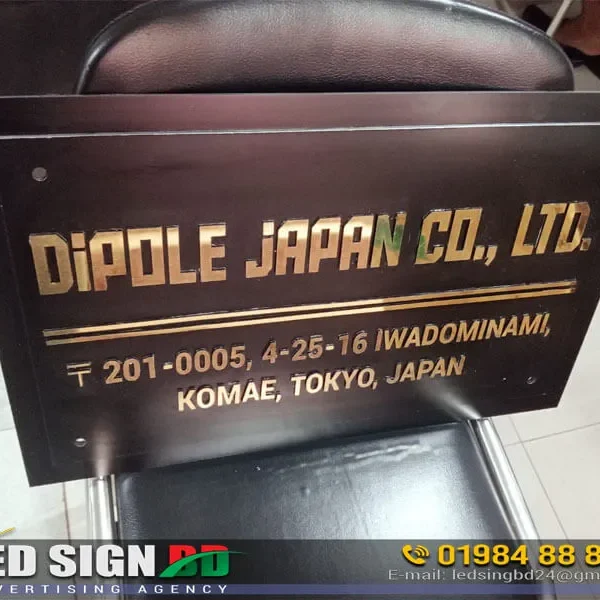 DiPOLE JAPAN CO., LTD.
〒 201-0005, 4-25-16 IWADOMINAMI,
KOMAE, TOKYO, JAPAN
ED SIGN BD
VERTISING AGENCY
01984 88 8
E-mail: ledsingbd24@gm